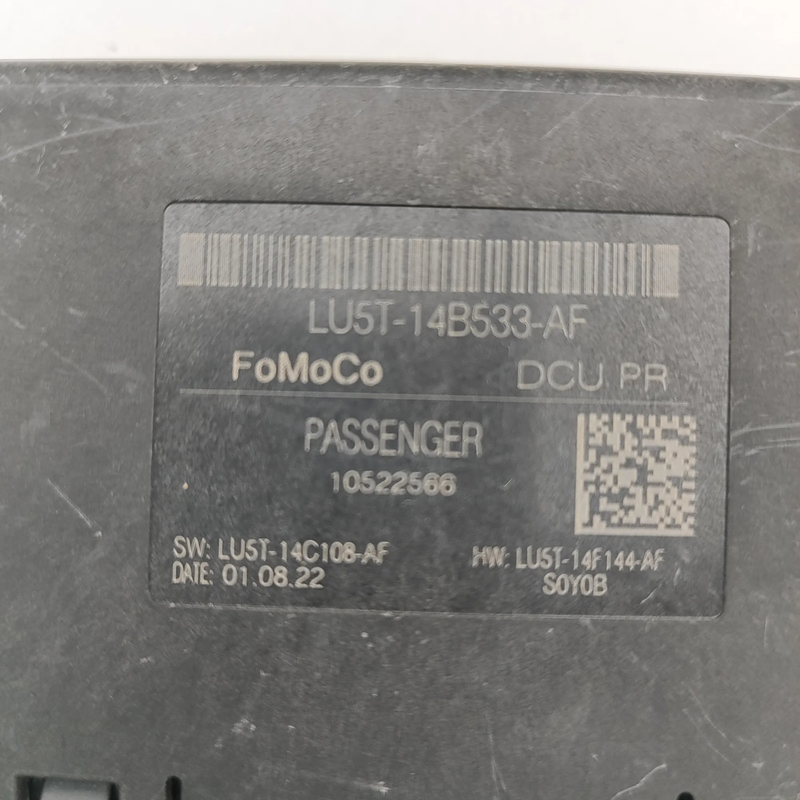 LU5T-14B533-AF
FoMoCo DCU PR
PASSENGER
10522566
SW: LU5T-14C108-AF HW: LU5T-14F144-AF
DATE: 01.08.22 S0Y0B